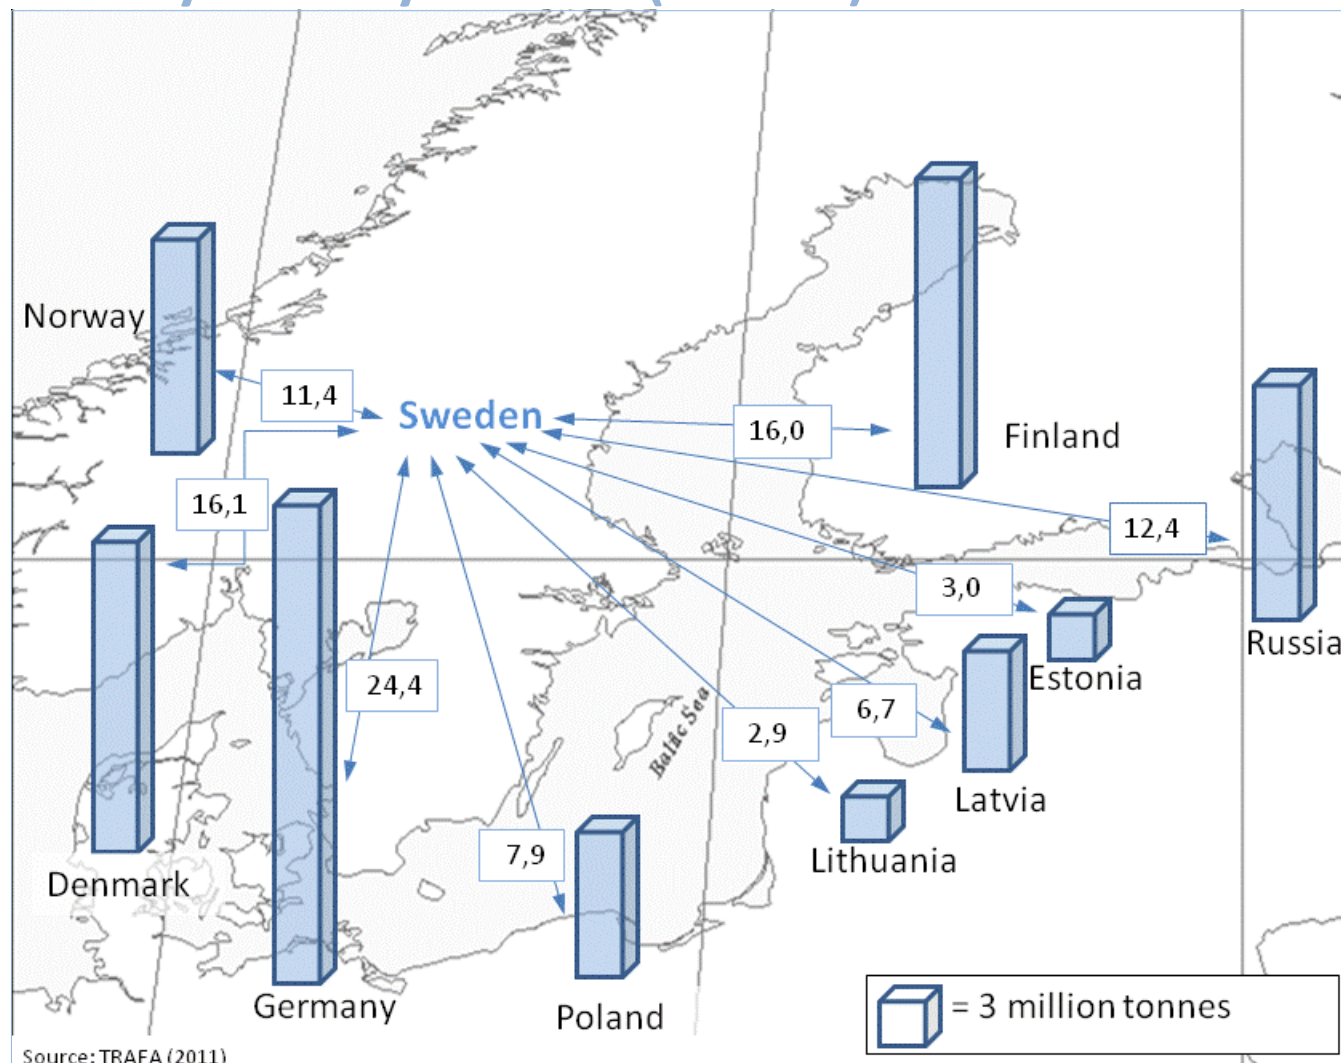 Norway
11,4
Sweden
16,0
Finland
16,1
12,4
3,0
Russia
Estonia
24,4
6,7
2,9
Baltic Sea
Latvia
7,9
Lithuania
Denmark
Germany
Poland
= 3 million tonnes
Source: TRAFA (2011)